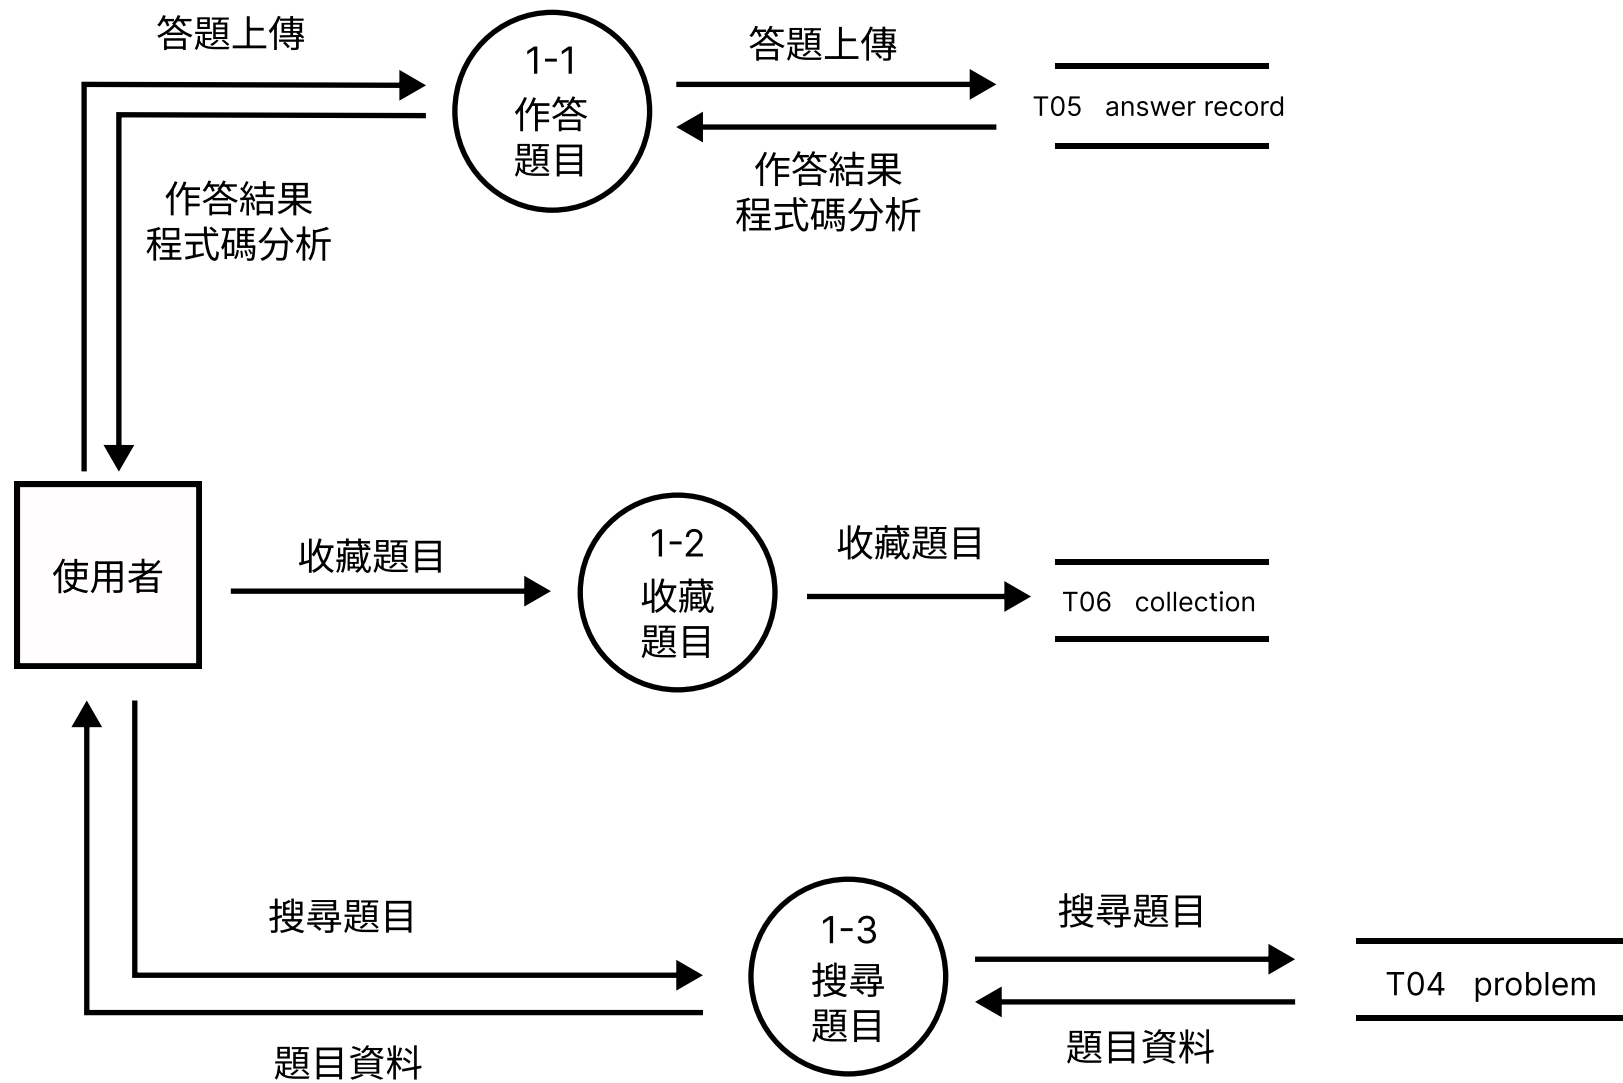 答題上傳
1-1
作答
題目
答題上傳
T05 answer record
作答結果
程式碼分析
作答結果
程式碼分析
使用者
收藏題目
1-2
收藏
題目
收藏題目
T06 collection
搜尋題目
1-3
搜尋
題目
搜尋題目
T04 problem
題目資料
題目資料